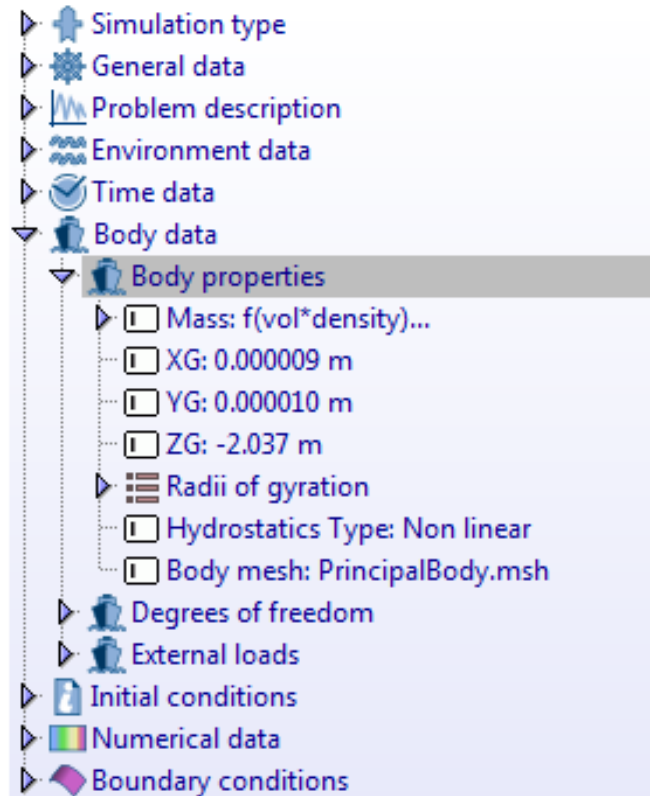 Simulation type
General data
Problem description
Environment data
Time data
Body data
Body properties
Mass: f(vol*density)...
XG: 0.000009 m
YG: 0.000010 m
ZG: -2.037 m
Radii of gyration
Hydrostatics Type: Non linear
Body mesh: PrincipalBody.msh
Degrees of freedom
External loads
Initial conditions
Numerical data
Boundary conditions